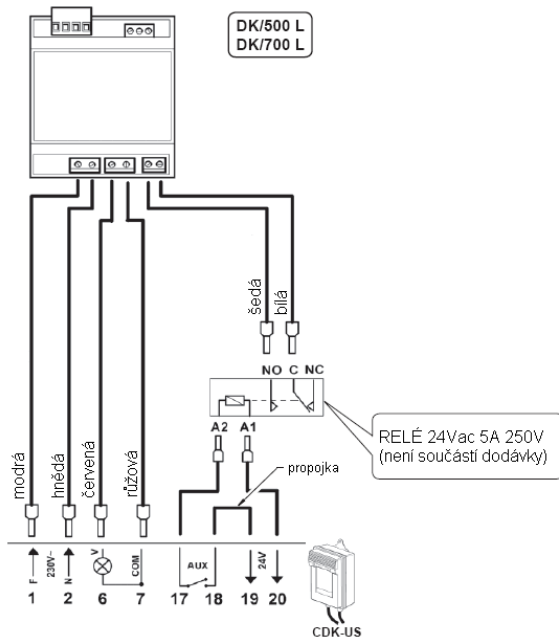 DK/500 L
DK/700 L
modrá
hnědá
červená
růžová
šedá
bílá
NO C NC
A2 A1
RELÉ 24Vac 5A 250V
(není součástí dodávky)
propojka
F
230V~
N
V
COM
AUX
24V
1 2 6 7 17 18 19 20
CDK-US